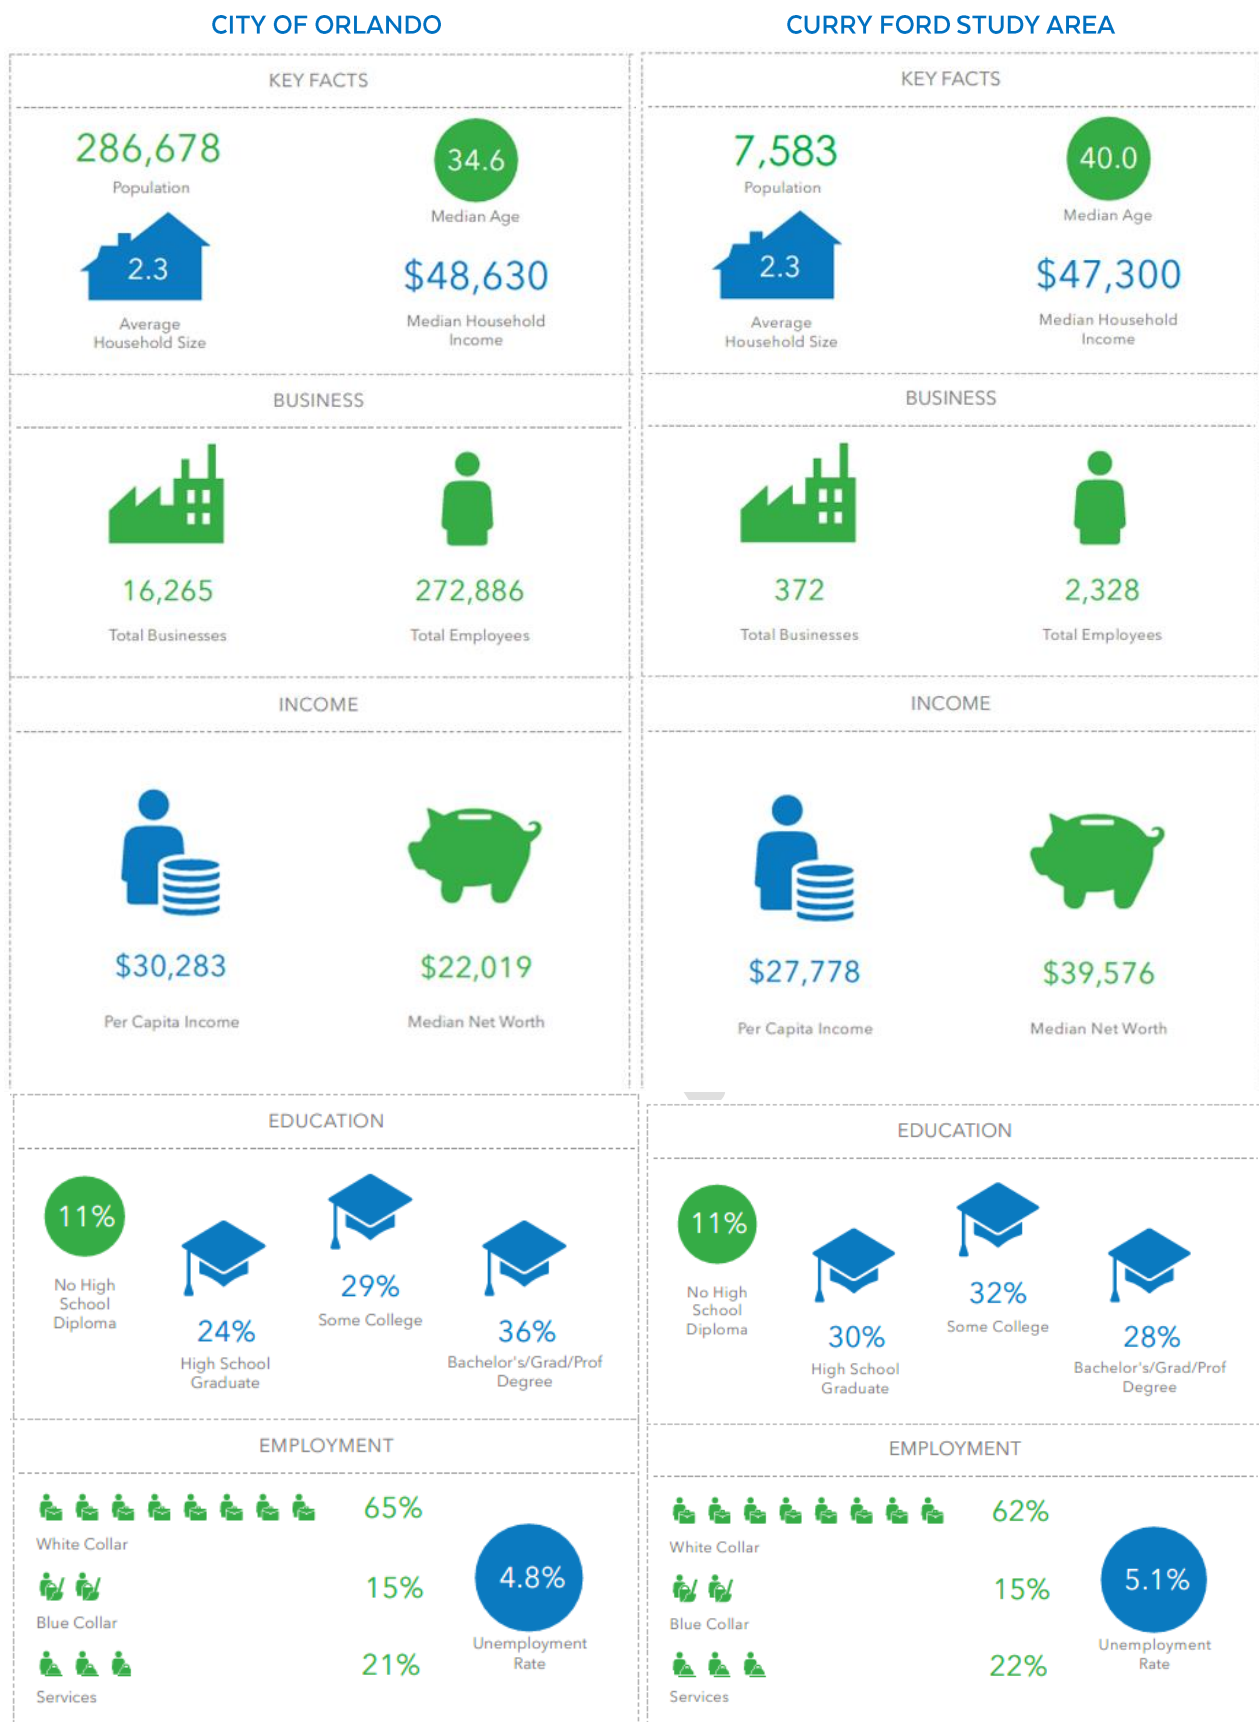 CITY OF ORLANDO
KEY FACTS
286,678
Population
34.6
Median Age
2.3
Average
Household Size
$48,630
Median Household
Income
BUSINESS
16,265
Total Businesses
272,886
Total Employees
INCOME
$30,283
Per Capita Income
$22,019
Median Net Worth
EDUCATION
11%
No High
School
Diploma
24%
High School
Graduate
29%
Some College
36%
Bachelor's/Grad/Prof
Degree
EMPLOYMENT
65%
White Collar
15%
Blue Collar
21%
Services
4.8%
Unemployment
Rate
CURRY FORD STUDY AREA
KEY FACTS
7,583
Population
40.0
Median Age
2.3
Average
Household Size
$47,300
Median Household
Income
BUSINESS
372
Total Businesses
2,328
Total Employees
INCOME
$27,778
Per Capita Income
$39,576
Median Net Worth
EDUCATION
11%
No High
School
Diploma
30%
High School
Graduate
32%
Some College
28%
Bachelor's/Grad/Prof
Degree
EMPLOYMENT
62%
White Collar
15%
Blue Collar
22%
Services
5.1%
Unemployment
Rate